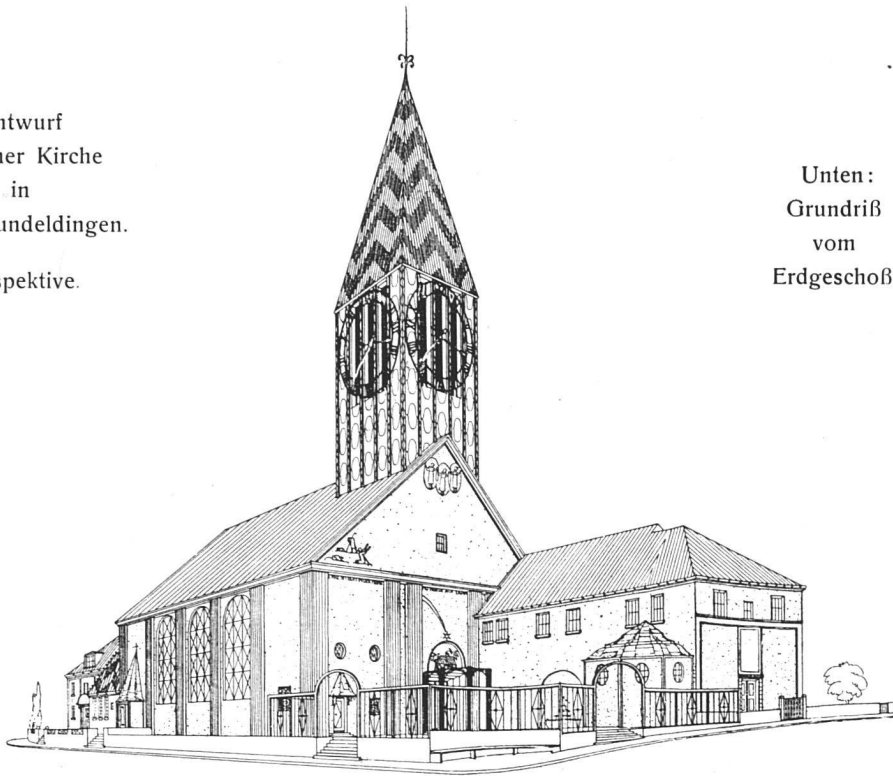 ntwurf
ner Kirche
in
undeldingen.
spektive.
Unten:
Grundriß
vom
Erdgeschoß